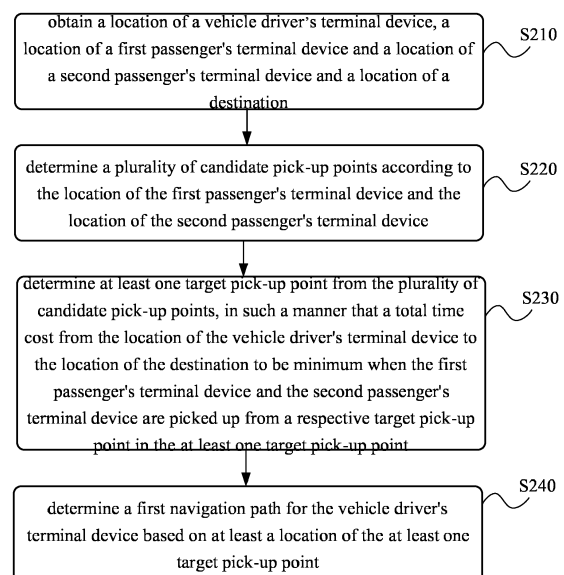 obtain a location of a vehicle driver's terminal device, a
location of a first passenger's terminal device and a location of
a second passenger's terminal device and a location of a
destination
S210
determine a plurality of candidate pick-up points according to
the location of the first passenger's terminal device and the
location of the second passenger's terminal device
S220
determine at least one target pick-up point from the plurality of
candidate pick-up points, in such a manner that a total time
cost from the location of the vehicle driver's terminal device to
the location of the destination to be minimum when the first
passenger's terminal device and the second passenger's
terminal device are picked up from a respective target pick-up
point in the at least one target pick-up point
S230
determine a first navigation path for the vehicle driver's
terminal device based on at least a location of the at least one
target pick-up point
S240